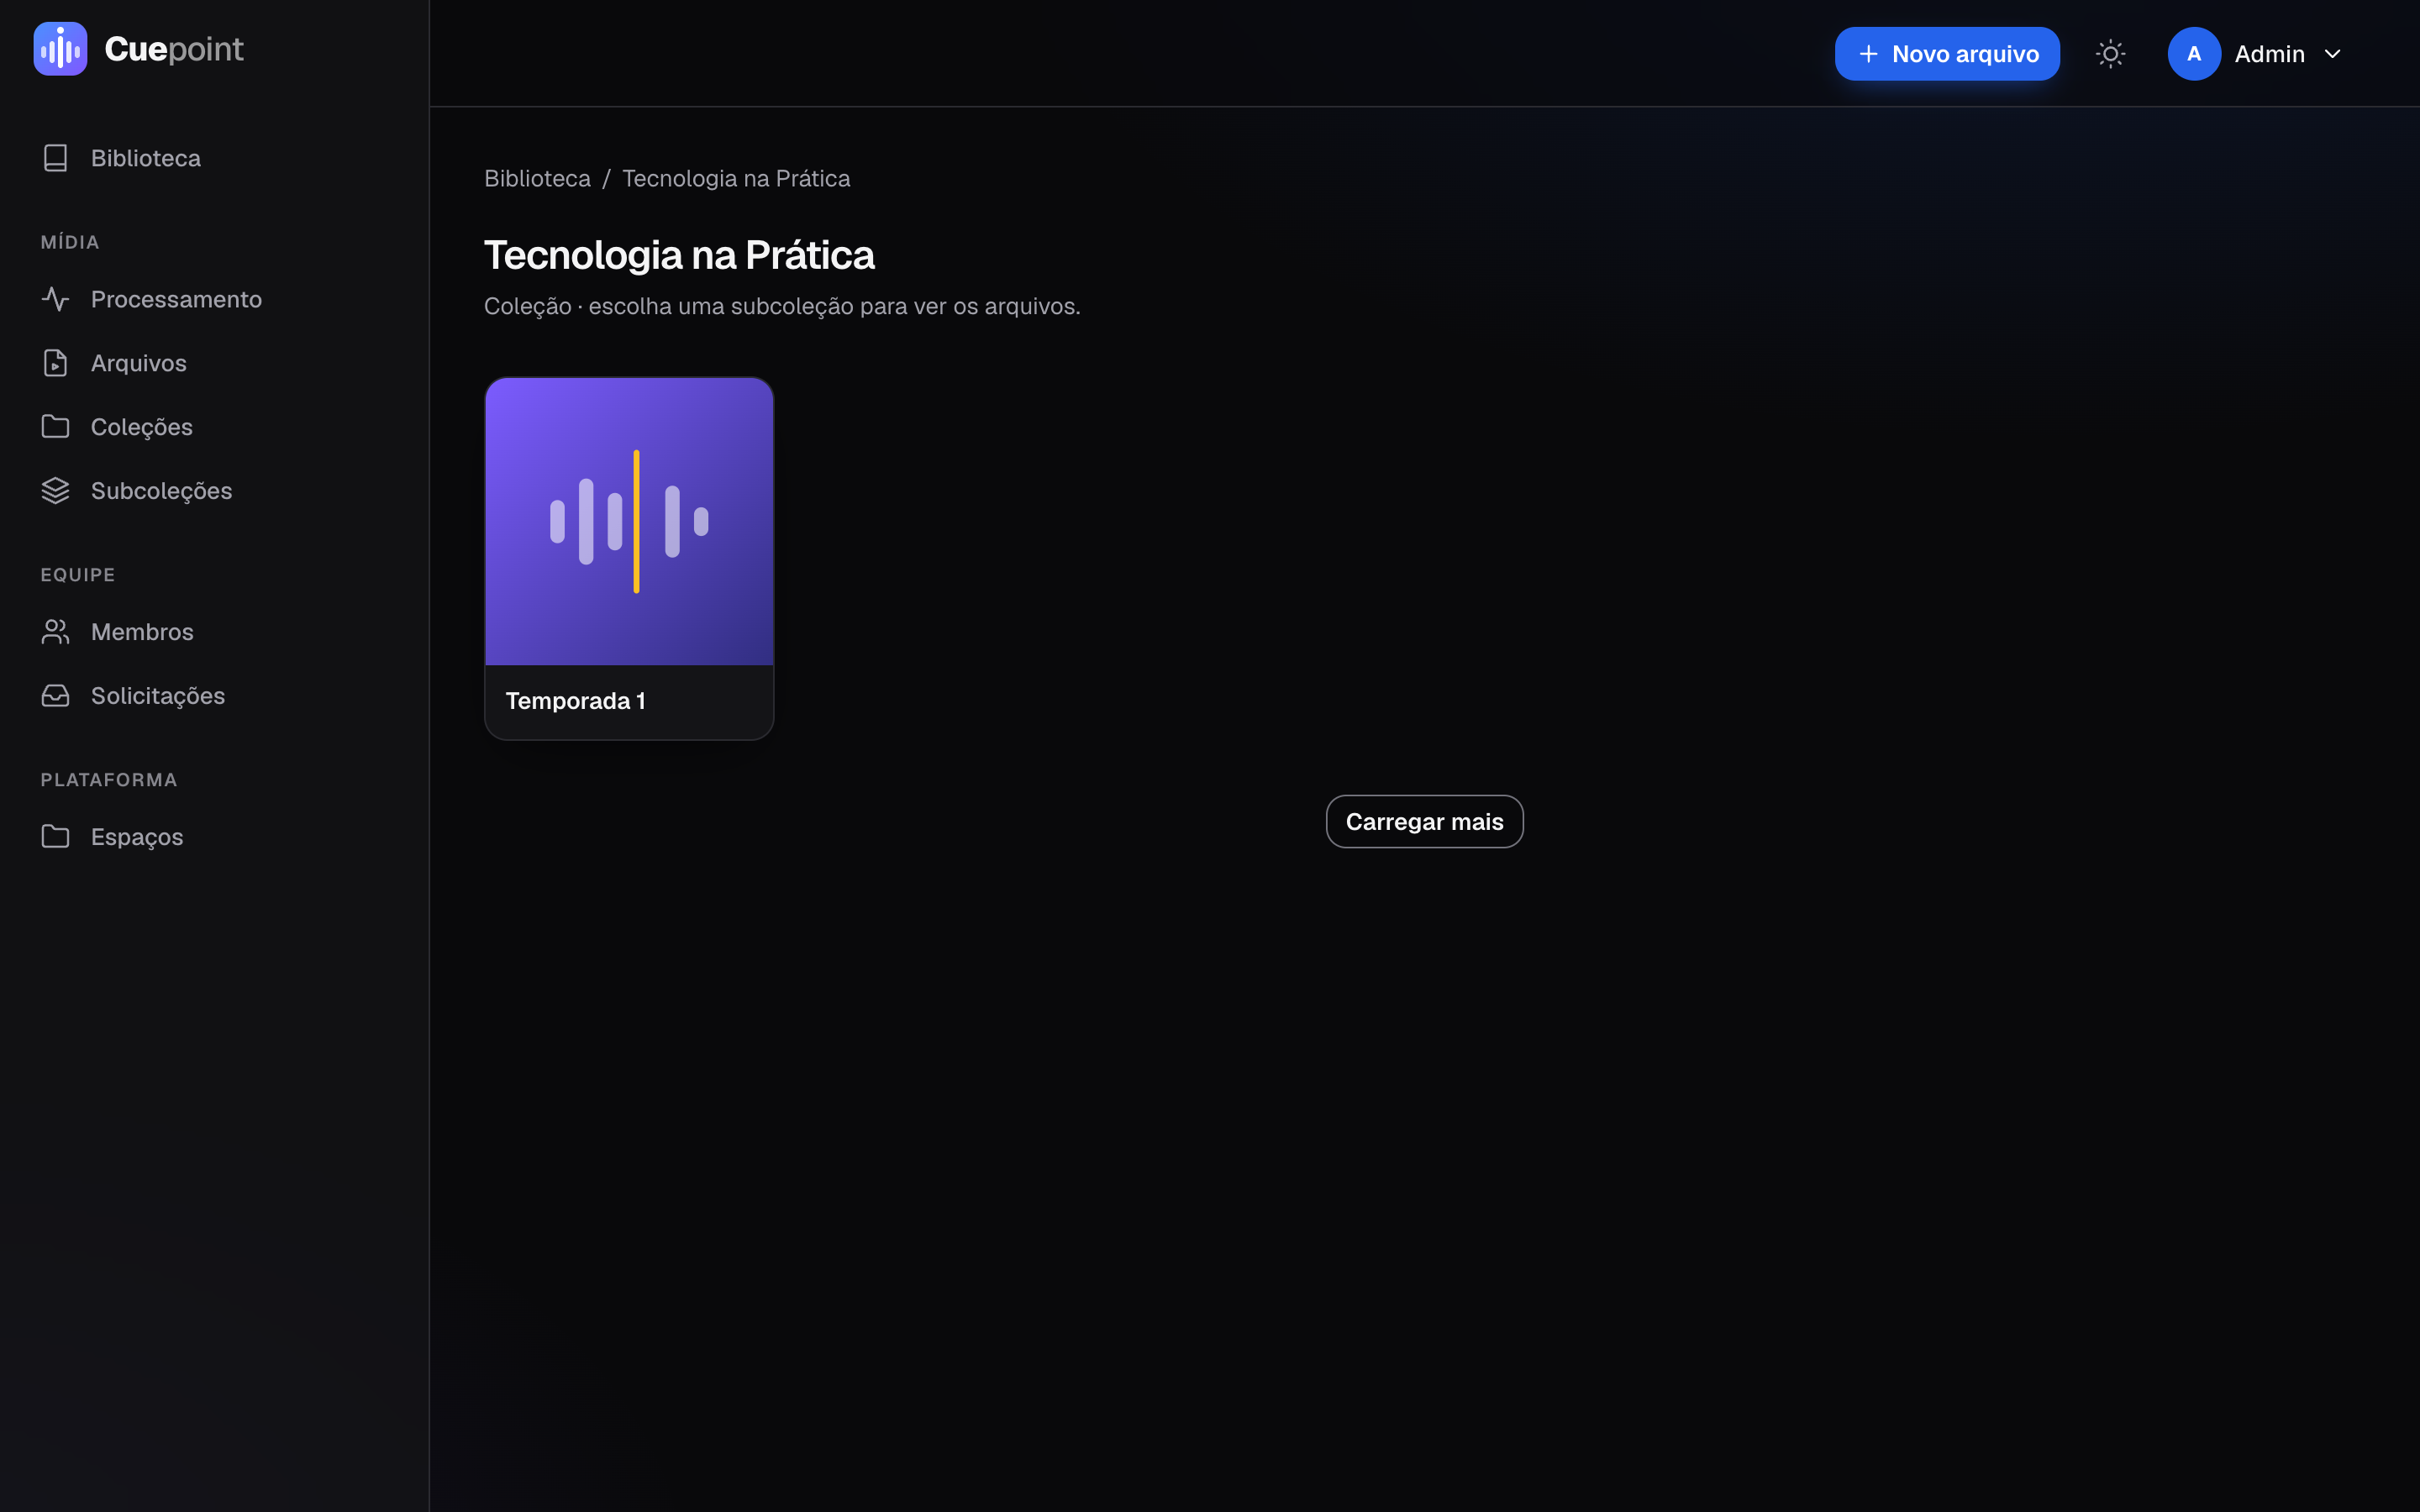 Cuepoint
Novo arquivo
A
Admin
Biblioteca
MÍDIA
Processamento
Arquivos
Coleções
Subcoleções
EQUIPE
Membros
Solicitações
PLATAFORMA
Espaços
Biblioteca / Tecnologia na Prática
Tecnologia na Prática
Coleção · escolha uma subcoleção para ver os arquivos.
Temporada 1
Carregar mais